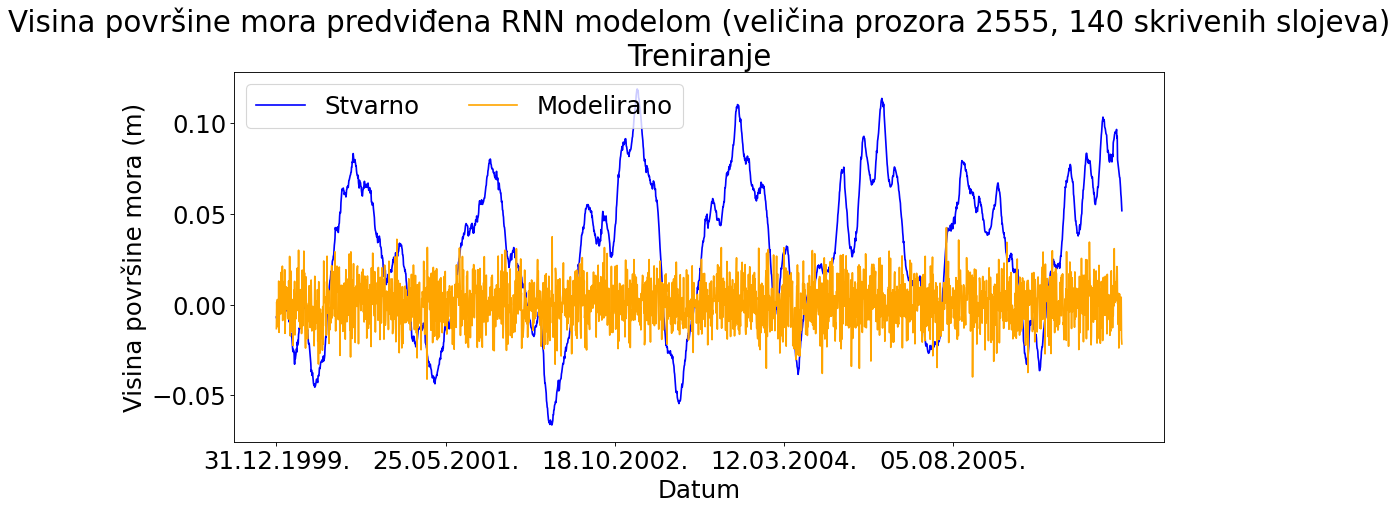 Visina površine mora predviđena RNN modelom (veličina prozora 2555, 140 skrivenih slojeva)
Treniranje
Stvarno Modelirano
Visina površine mora (m)
0.10
0.05
0.00
−0.05
31.12.1999. 25.05.2001. 18.10.2002. 12.03.2004. 05.08.2005.
Datum